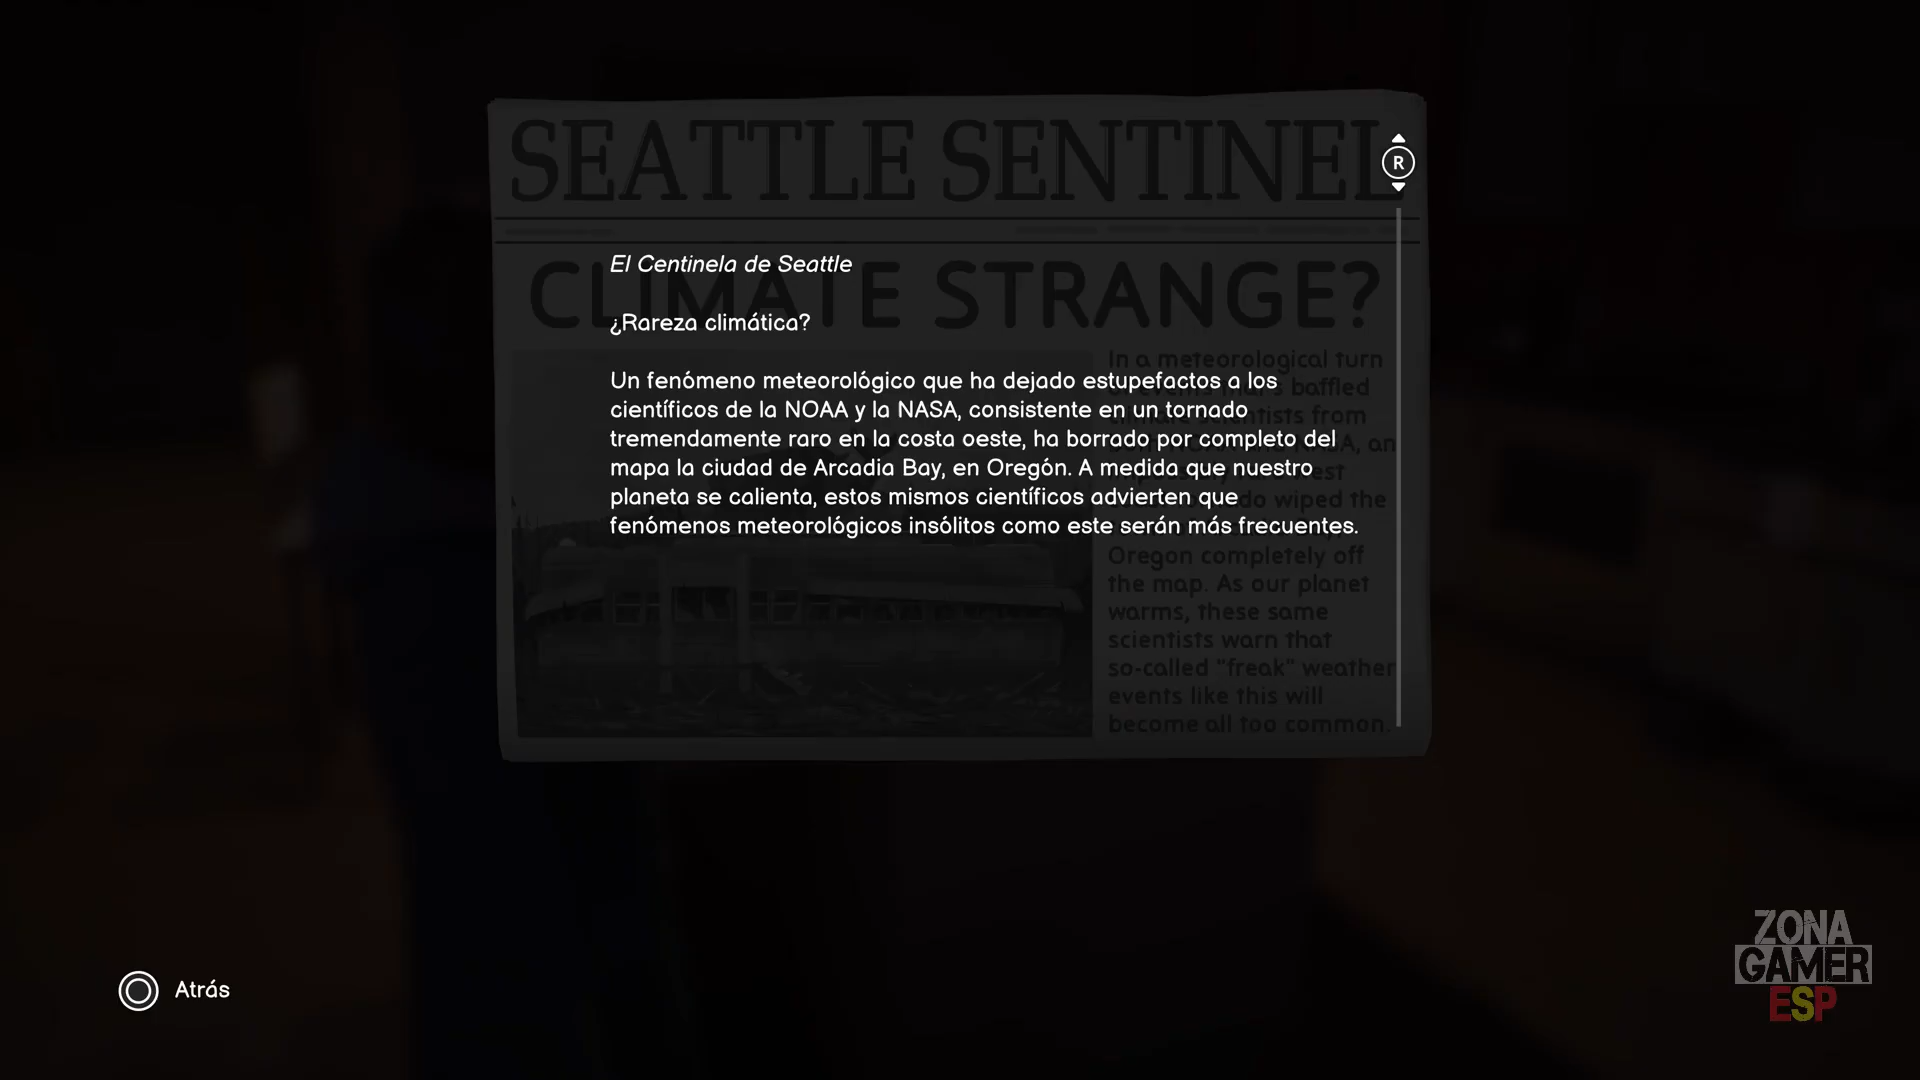 SEATTLE SENTINEL
R
El Centinela de Seattle
CLIMATE STRANGE?
¿Rareza climática?
Un fenómeno meteorológico que ha dejado estupefactos a los
científicos de la NOAA y la NASA, consistente en un tornado
tremendamente raro en la costa oeste, ha borrado por completo del
mapa la ciudad de Arcadia Bay, en Oregón. A medida que nuestro
planeta se calienta, estos mismos científicos advierten que
fenómenos meteorológicos insólitos como este serán más frecuentes.
In a meteorological turn
baffled
from
an
wiped the
Oregon completely off
the map. As our planet
warms, these same
scientists warn that
so-called "freak" weather
events like this will
become all too common.
Atrás
ZONA
GAMER
ESP